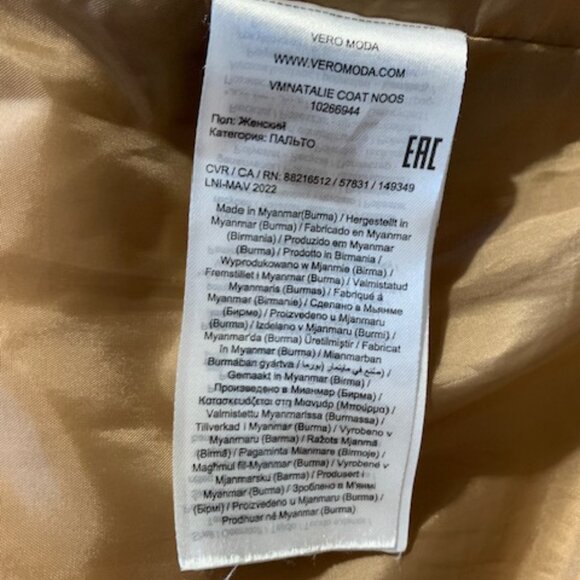 VERO MODA
WWW.VEROMODA.COM
VMNATALIE COAT NOOS
10266944
Пол: Женский
Категория: ПАЛЬТО
EAC
CVR / CA / RN: 88216512 / 57831 / 149349
LNI-MAV 2022
Made in Myanmar(Burma) / Hergestellt in
Myanmar (Burma) / Fabricado en Myanmar
(Birmania) / Produzido em Myanmar
(Burma) / Prodotto in Birmania /
Wyprodukowano w Mjanmie (Birma) /
Fremstillet i Myanmar (Burma) / Valmistatud
Myanmaris (Burmas) / Fabriqué à
Myanmar (Birmanie) / Сделано в Мьянме
(Бирме) / Proizvedeno u Mjanmaru
(Burma) / Izdelano v Mjanmaru (Burmi) /
Myanmar'da (Burma) Üretilmiştir / Fabricat
în Myanmar (Burma) / Mianmarban
Burmában gyártva / (صنع في ميانمار (بورما /
Gemaakt in Myanmar (Birma) /
Произведено в Мианмар (Бирма) /
Κατασκευάζεται στη Μιανμάρ (Μπούρμα) /
Valmistettu Myanmarissa (Burmassa) /
Tillverkad i Myanmar (Burma) / Vyrobeno v
Myanmaru (Barma) / Ražots Mjanmā
(Birmā) / Pagaminta Mianmare (Birmoje) /
Magħmul fil-Myanmar (Burma) / Vyrobené v
Mjanmarsku (Barma) / Produsert i
Myanmar (Burma) / Зроблено в М'янмі
(Бірмі) / Proizvedeno u Mjanmaru (Burma) /
Prodhuar në Myanmar (Burma)